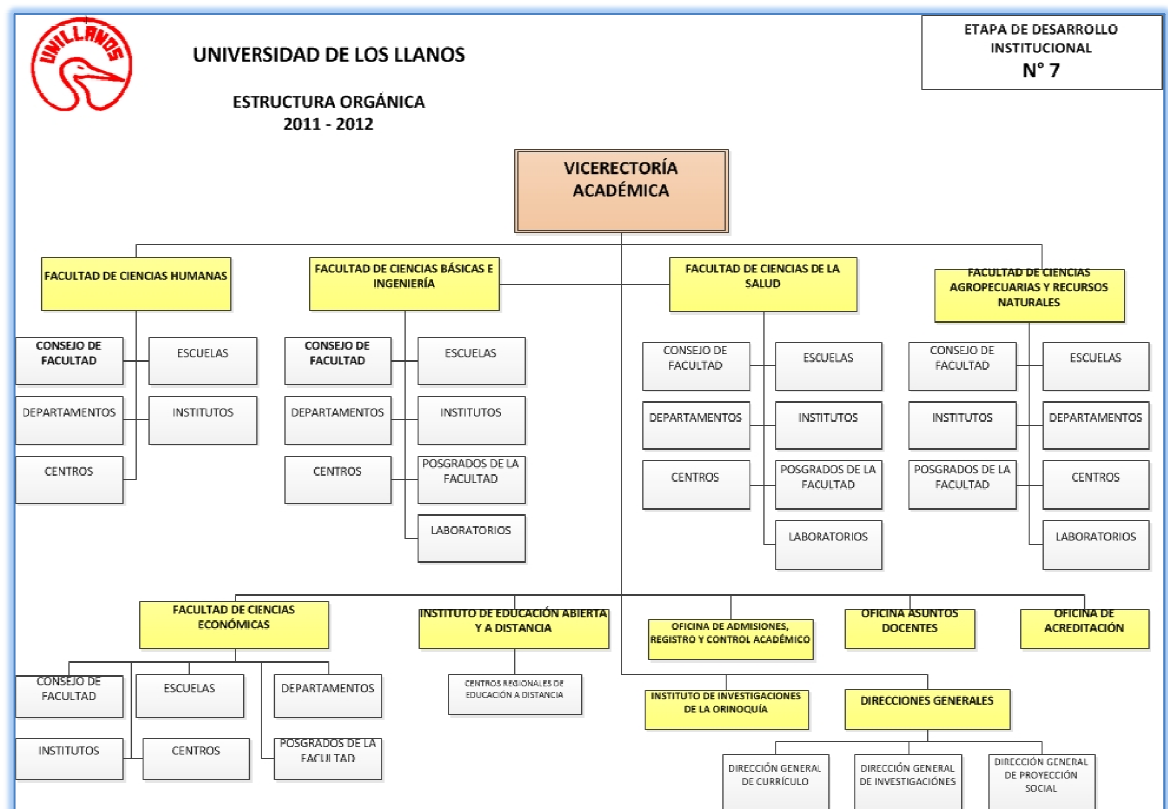 UNILLANOS
UNIVERSIDAD DE LOS LLANOS
ESTRUCTURA ORGÁNICA
2011 - 2012
ETAPA DE DESARROLLO
INSTITUCIONAL
N° 7
VICERECTORÍA
ACADÉMICA
FACULTAD DE CIENCIAS HUMANAS
CONSEJO DE
FACULTAD
ESCUELAS
DEPARTAMENTOS
INSTITUTOS
CENTROS
FACULTAD DE CIENCIAS BÁSICAS E
INGENIERÍA
CONSEJO DE
FACULTAD
ESCUELAS
DEPARTAMENTOS
INSTITUTOS
CENTROS
POSGRADOS DE LA
FACULTAD
LABORATORIOS
FACULTAD DE CIENCIAS DE LA
SALUD
CONSEJO DE
FACULTAD
ESCUELAS
DEPARTAMENTOS
INSTITUTOS
CENTROS
POSGRADOS DE LA
FACULTAD
LABORATORIOS
FACULTAD DE CIENCIAS
AGROPECUARIAS Y RECURSOS
NATURALES
CONSEJO DE
FACULTAD
ESCUELAS
INSTITUTOS
DEPARTAMENTOS
POSGRADOS DE LA
FACULTAD
CENTROS
LABORATORIOS
FACULTAD DE CIENCIAS
ECONÓMICAS
CONSEJO DE
FACULTAD
ESCUELAS
DEPARTAMENTOS
INSTITUTOS
CENTROS
POSGRADOS DE LA
FACULTAD
INSTITUTO DE EDUCACIÓN ABIERTA
Y A DISTANCIA
CENTROS REGIONALES DE
EDUCACIÓN A DISTANCIA
OFICINA DE ADMISIONES,
REGISTRO Y CONTROL ACADÉMICO
OFICINA ASUNTOS
DOCENTES
OFICINA DE
ACREDITACIÓN
INSTITUTO DE INVESTIGACIONES
DE LA ORINOQUÍA
DIRECCIONES GENERALES
DIRECCIÓN GENERAL
DE CURRÍCULO
DIRECCIÓN GENERAL
DE INVESTIGACIÓNES
DIRECCIÓN GENERAL
DE PROYECCIÓN
SOCIAL